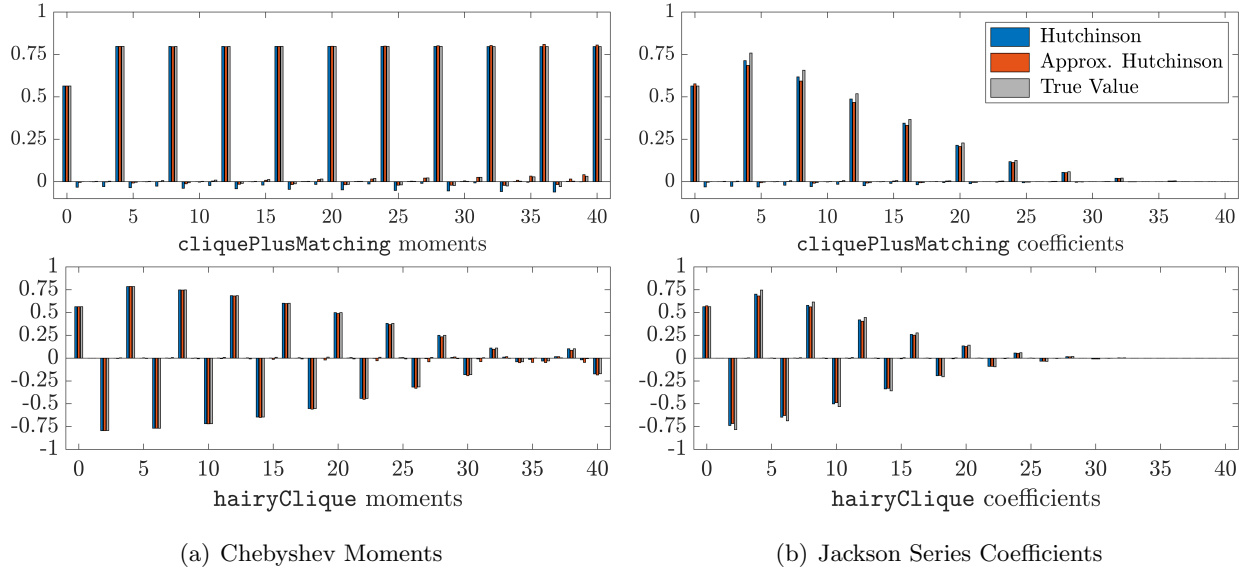 1
0.75
0.5
0.25
0
0 5 10 15 20 25 30 35 40
cliquePlusMatching moments
1
0.75
0.5
0.25
0
0 5 10 15 20 25 30 35 40
cliquePlusMatching coefficients
Hutchinson
Approx. Hutchinson
True Value
1
0.75
0.5
0.25
0
-0.25
-0.5
-0.75
-1
0 5 10 15 20 25 30 35 40
hairyClique moments
1
0.75
0.5
0.25
0
-0.25
-0.5
-0.75
-1
0 5 10 15 20 25 30 35 40
hairyClique coefficients
(a) Chebyshev Moments
(b) Jackson Series Coefficients